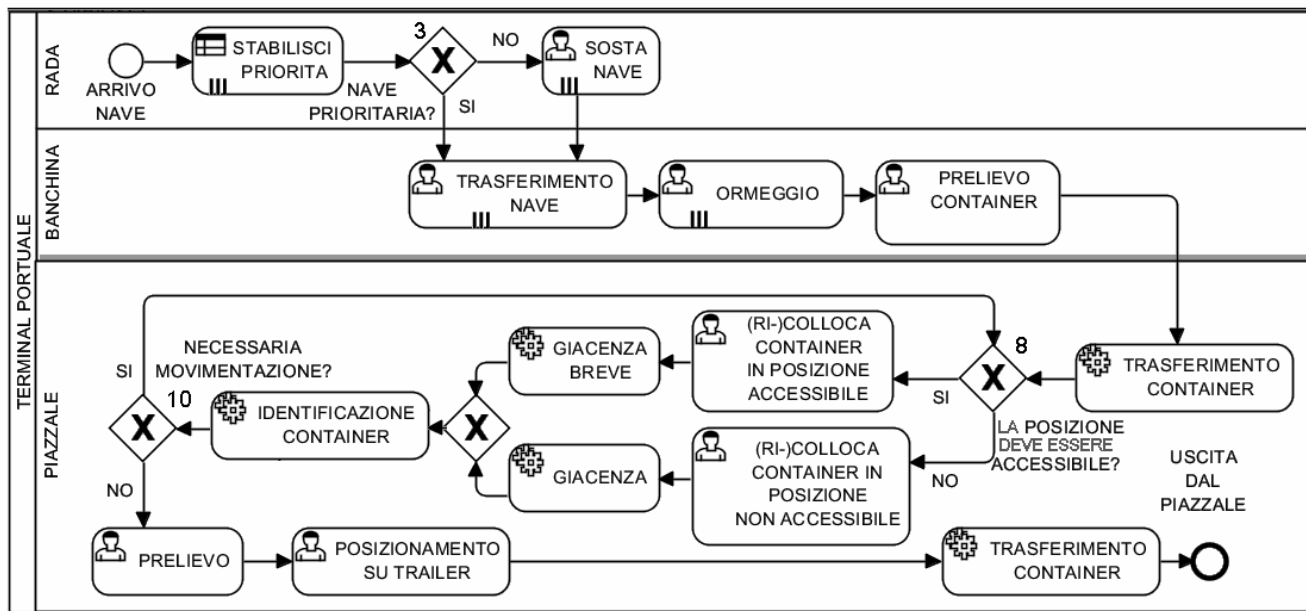 TERMINAL PORTUALE
RADA
ARRIVO
NAVE
STABILISCI
PRIORITA
3
NAVE
PRIORITARIA?
NO
SI
SOSTA
NAVE
BANCHINA
TRASFERIMENTO
NAVE
ORMEGGIO
PRELIEVO
CONTAINER
PIAZZALE
TRASFERIMENTO
CONTAINER
8
LA POSIZIONE
DEVE ESSERE
ACCESSIBILE?
SI
NO
(RI-)COLLOCA
CONTAINER
IN POSIZIONE
ACCESSIBILE
(RI-)COLLOCA
CONTAINER IN
POSIZIONE
NON ACCESSIBILE
GIACENZA
BREVE
GIACENZA
IDENTIFICAZIONE
CONTAINER
10
NECESSARIA
MOVIMENTAZIONE?
SI
NO
PRELIEVO
POSIZIONAMENTO
SU TRAILER
TRASFERIMENTO
CONTAINER
USCITA
DAL
PIAZZALE